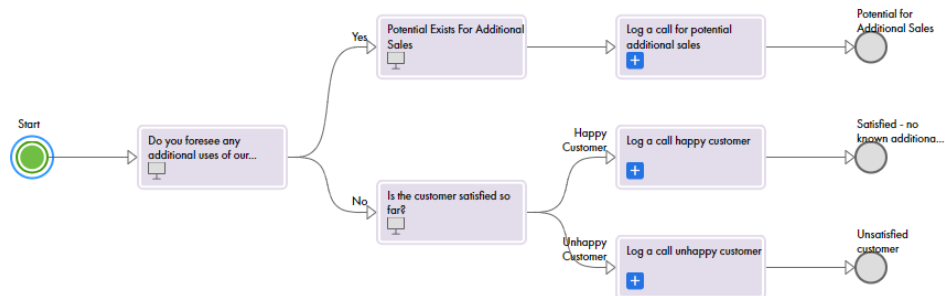 Start
Do you foresee any
additional uses of our...
Yes
Potential Exists For Additional
Sales
Log a call for potential
additional sales
Potential for
Additional Sales
No
Is the customer satisfied so
far?
Happy
Customer
Log a call happy customer
Satisfied - no
known additiona...
Unhappy
Customer
Log a call unhappy customer
Unsatisfied
customer